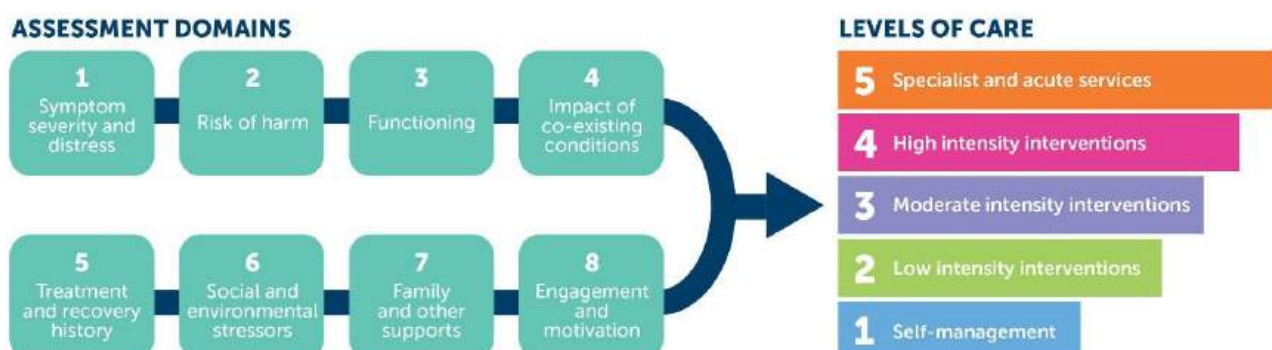 ASSESSMENT DOMAINS
1
Symptom
severity and
distress
2
Risk of harm
3
Functioning
4
Impact of
co-existing
conditions
5
Treatment
and recovery
history
6
Social and
environmental
stressors
7
Family
and other
supports
8
Engagement
and
motivation
LEVELS OF CARE
5 Specialist and acute services
4 High intensity interventions
3 Moderate intensity interventions
2 Low intensity interventions
1 Self-management